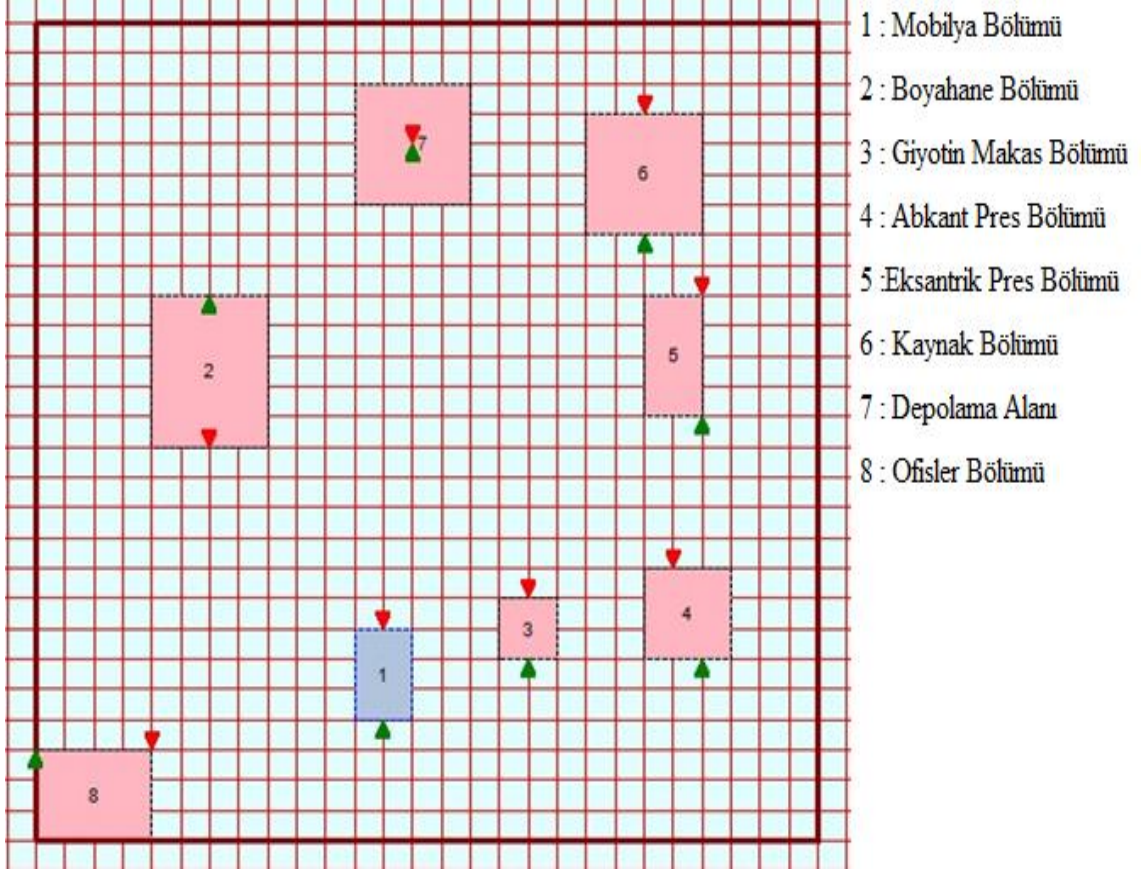 1 : Mobilya Bölümü
2 : Boyahane Bölümü
3 : Giyotin Makas Bölümü
4 : Abkant Pres Bölümü
5 :Eksantrik Pres Bölümü
6 : Kaynak Bölümü
7 : Depolama Alanı
8 : Ofisler Bölümü
7
6
5
2
4
3
1
8